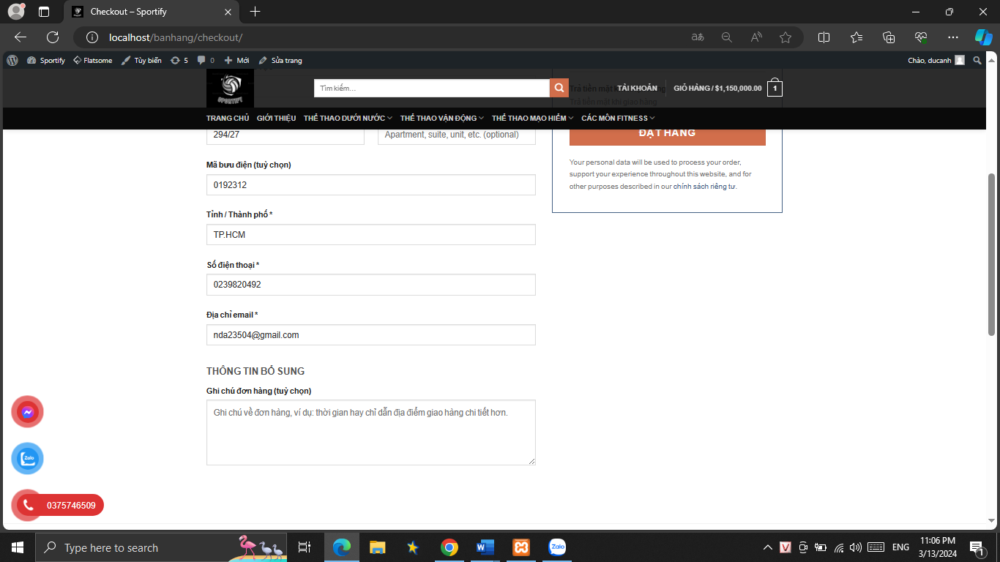 Checkout – Sportify
localhost/banhang/checkout/
Sportify Flatsome Tùy biến 5 0 Mới Sửa trang Chào, ducanh
SPORTIFY
Tìm kiếm...
Trả tiền mặt
TÀI KHOẢN
GIỎ HÀNG / $1,150,000.00 1
Trả tiền mặt khi giao hàng
TRANG CHỦ GIỚI THIỆU THỂ THAO DƯỚI NƯỚC THỂ THAO VẬN ĐỘNG THỂ THAO MẠO HIỂM CÁC MÔN FITNESS
294/27 Apartment, suite, unit, etc. (optional)
ĐẶT HÀNG
Your personal data will be used to process your order,
support your experience throughout this website, and for
other purposes described in our chính sách riêng tư.
Mã bưu điện (tuỳ chọn)
0192312
Tỉnh / Thành phố *
TP.HCM
Số điện thoại *
0239820492
Địa chỉ email *
nda23504@gmail.com
THÔNG TIN BỔ SUNG
Ghi chú đơn hàng (tuỳ chọn)
Ghi chú về đơn hàng, ví dụ: thời gian hay chỉ dẫn địa điểm giao hàng chi tiết hơn.
Zalo
0375746509
Type here to search
Zalo
ENG
11:06 PM
3/13/2024
1